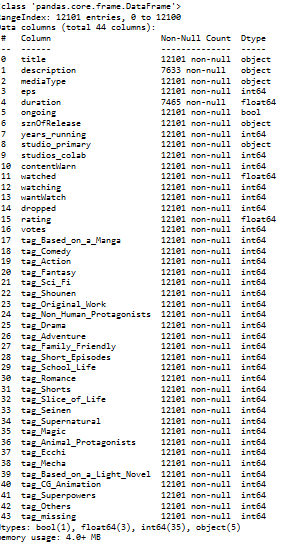 class 'pandas.core.frame.DataFrame'>
RangeIndex: 12101 entries, 0 to 12100
Data columns (total 44 columns):
# Column Non-Null Count Dtype
-- ------ -------------- -----
0 title 12101 non-null object
1 description 7633 non-null object
2 mediaType 12101 non-null object
3 eps 12101 non-null int64
4 duration 7465 non-null float64
5 ongoing 12101 non-null bool
6 sznOfRelease 12101 non-null object
7 years_running 12101 non-null int64
8 studio_primary 12101 non-null object
9 studios_colab 12101 non-null int64
10 contentWarn 12101 non-null int64
11 watched 12101 non-null float64
12 watching 12101 non-null int64
13 wantWatch 12101 non-null int64
14 dropped 12101 non-null int64
15 rating 12101 non-null float64
16 votes 12101 non-null int64
17 tag_Based_on_a_Manga 12101 non-null int64
18 tag_Comedy 12101 non-null int64
19 tag_Action 12101 non-null int64
20 tag_Fantasy 12101 non-null int64
21 tag_Sci_Fi 12101 non-null int64
22 tag_Shounen 12101 non-null int64
23 tag_Original_Work 12101 non-null int64
24 tag_Non_Human_Protagonists 12101 non-null int64
25 tag_Drama 12101 non-null int64
26 tag_Adventure 12101 non-null int64
27 tag_Family_Friendly 12101 non-null int64
28 tag_Short_Episodes 12101 non-null int64
29 tag_School_Life 12101 non-null int64
30 tag_Romance 12101 non-null int64
31 tag_Shorts 12101 non-null int64
32 tag_Slice_of_Life 12101 non-null int64
33 tag_Seinen 12101 non-null int64
34 tag_Supernatural 12101 non-null int64
35 tag_Magic 12101 non-null int64
36 tag_Animal_Protagonists 12101 non-null int64
37 tag_Ecchi 12101 non-null int64
38 tag_Mecha 12101 non-null int64
39 tag_Based_on_a_Light_Novel 12101 non-null int64
40 tag_CG_Animation 12101 non-null int64
41 tag_Superpowers 12101 non-null int64
42 tag_Others 12101 non-null int64
43 tag_missing 12101 non-null int64
dtypes: bool(1), float64(3), int64(35), object(5)
memory usage: 4.0+ MB